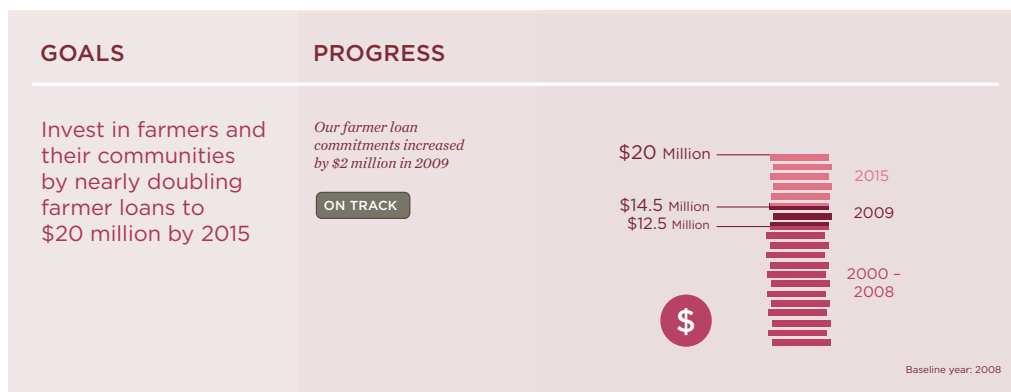 GOALS
PROGRESS
Invest in farmers and
their communities
by nearly doubling
farmer loans to
$20 million by 2015
Our farmer loan
commitments increased
by $2 million in 2009
ON TRACK
$20 Million
$14.5 Million
$12.5 Million
2015
2009
2000 –
2008
$
Baseline year: 2008